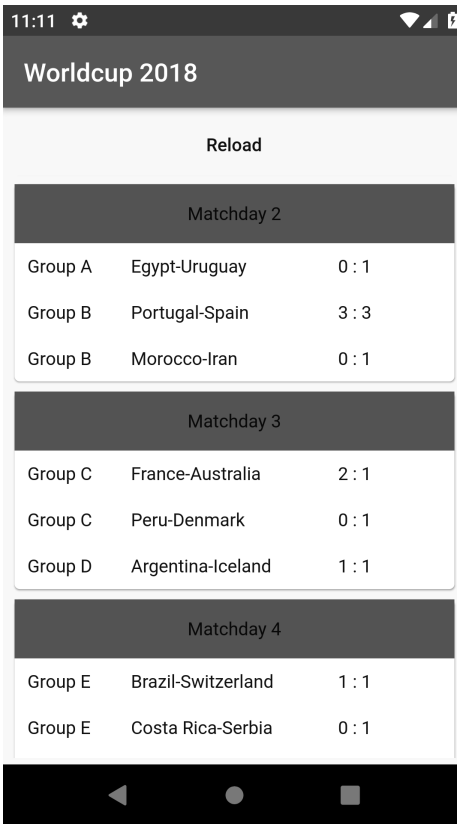 11:11
Worldcup 2018
Reload
Matchday 2
Group A Egypt-Uruguay 0 : 1
Group B Portugal-Spain 3 : 3
Group B Morocco-Iran 0 : 1
Matchday 3
Group C France-Australia 2 : 1
Group C Peru-Denmark 0 : 1
Group D Argentina-Iceland 1 : 1
Matchday 4
Group E Brazil-Switzerland 1 : 1
Group E Costa Rica-Serbia 0 : 1